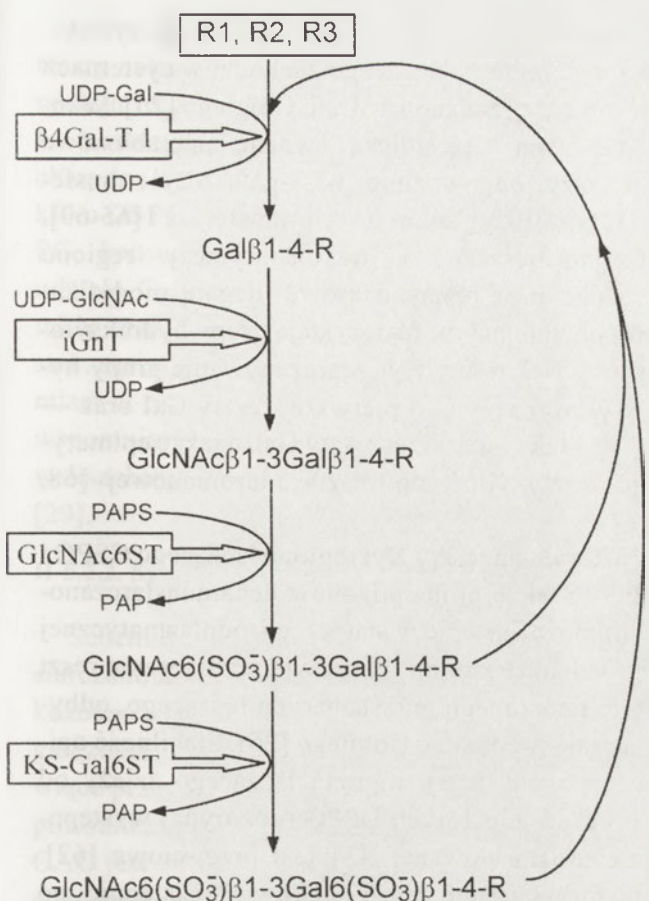 R1, R2, R3
UDP-Gal
β4Gal-T 1
UDP
Galβ1-4-R
UDP-GlcNAc
iGnT
UDP
GlcNAcβ1-3Galβ1-4-R
PAPS
GlcNAc6ST
PAP
GlcNAc6(SO₃⁻)β1-3Galβ1-4-R
PAPS
KS-Gal6ST
PAP
GlcNAc6(SO₃⁻)β1-3Gal6(SO₃⁻)β1-4-R